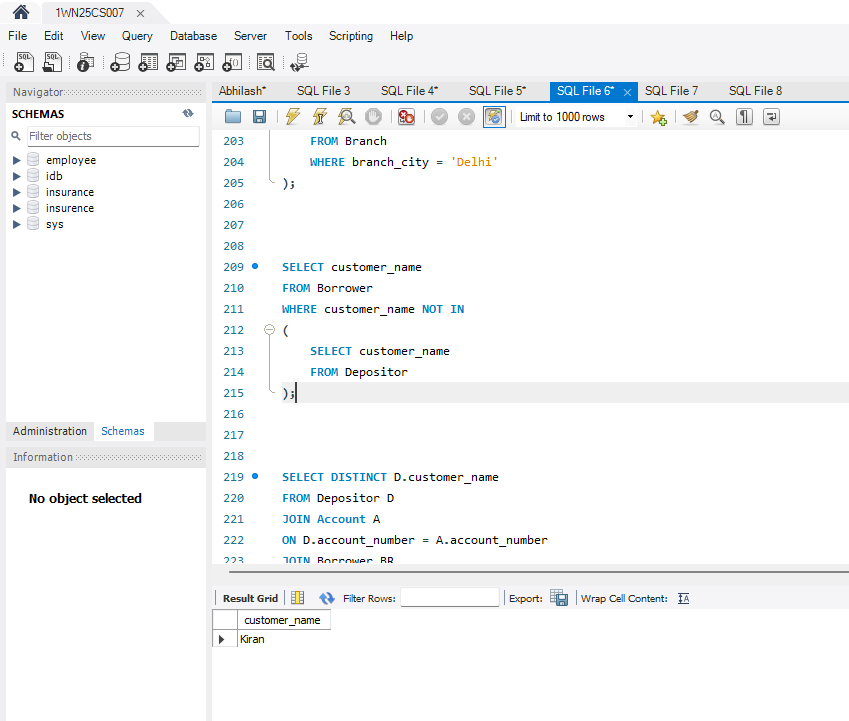 1WN25CS007
File Edit View Query Database Server Tools Scripting Help
Navigator
SCHEMAS
Filter objects
employee
idb
insurance
insurence
sys
Administration Schemas
Information
No object selected
Abhilash* SQL File 3 SQL File 4* SQL File 5* SQL File 6* SQL File 7 SQL File 8
Limit to 1000 rows
203 FROM Branch
204 WHERE branch_city = 'Delhi'
205 );
206
207
208
209 SELECT customer_name
210 FROM Borrower
211 WHERE customer_name NOT IN
212 (
213 SELECT customer_name
214 FROM Depositor
215 );
216
217
218
219 SELECT DISTINCT D.customer_name
220 FROM Depositor D
221 JOIN Account A
222 ON D.account_number = A.account_number
223 JOIN Borrower BR
Result Grid Filter Rows: Export: Wrap Cell Content:
customer_name
Kiran